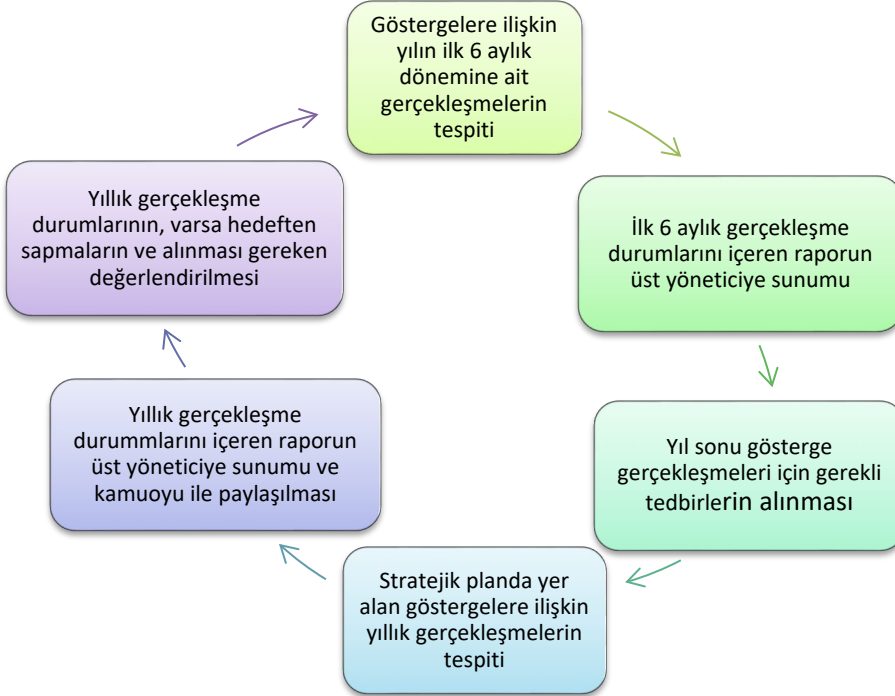 Göstergelere ilişkin
yılın ilk 6 aylık
dönemine ait
gerçekleşmelerin
tespiti
İlk 6 aylık gerçekleşme
durumlarını içeren raporun
üst yöneticiye sunumu
Yıl sonu gösterge
gerçekleşmeleri için gerekli
tedbirlerin alınması
Stratejik planda yer
alan göstergelere ilişkin
yıllık gerçekleşmelerin
tespiti
Yıllık gerçekleşme
durummlarını içeren raporun
üst yöneticiye sunumu ve
kamuoyu ile paylaşılması
Yıllık gerçekleşme
durumlarının, varsa hedeften
sapmaların ve alınması gereken
değerlendirilmesi